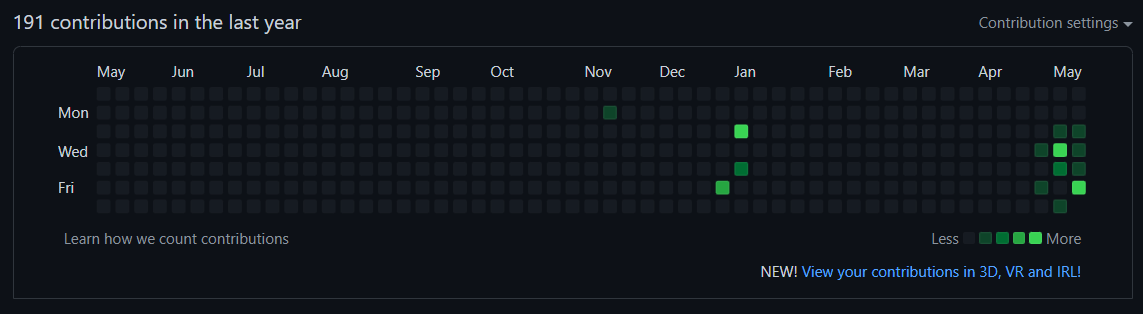 191 contributions in the last year
Contribution settings
May Jun Jul Aug Sep Oct Nov Dec Jan Feb Mar Apr May
Mon
Wed
Fri
Learn how we count contributions
Less More
NEW! View your contributions in 3D, VR and IRL!